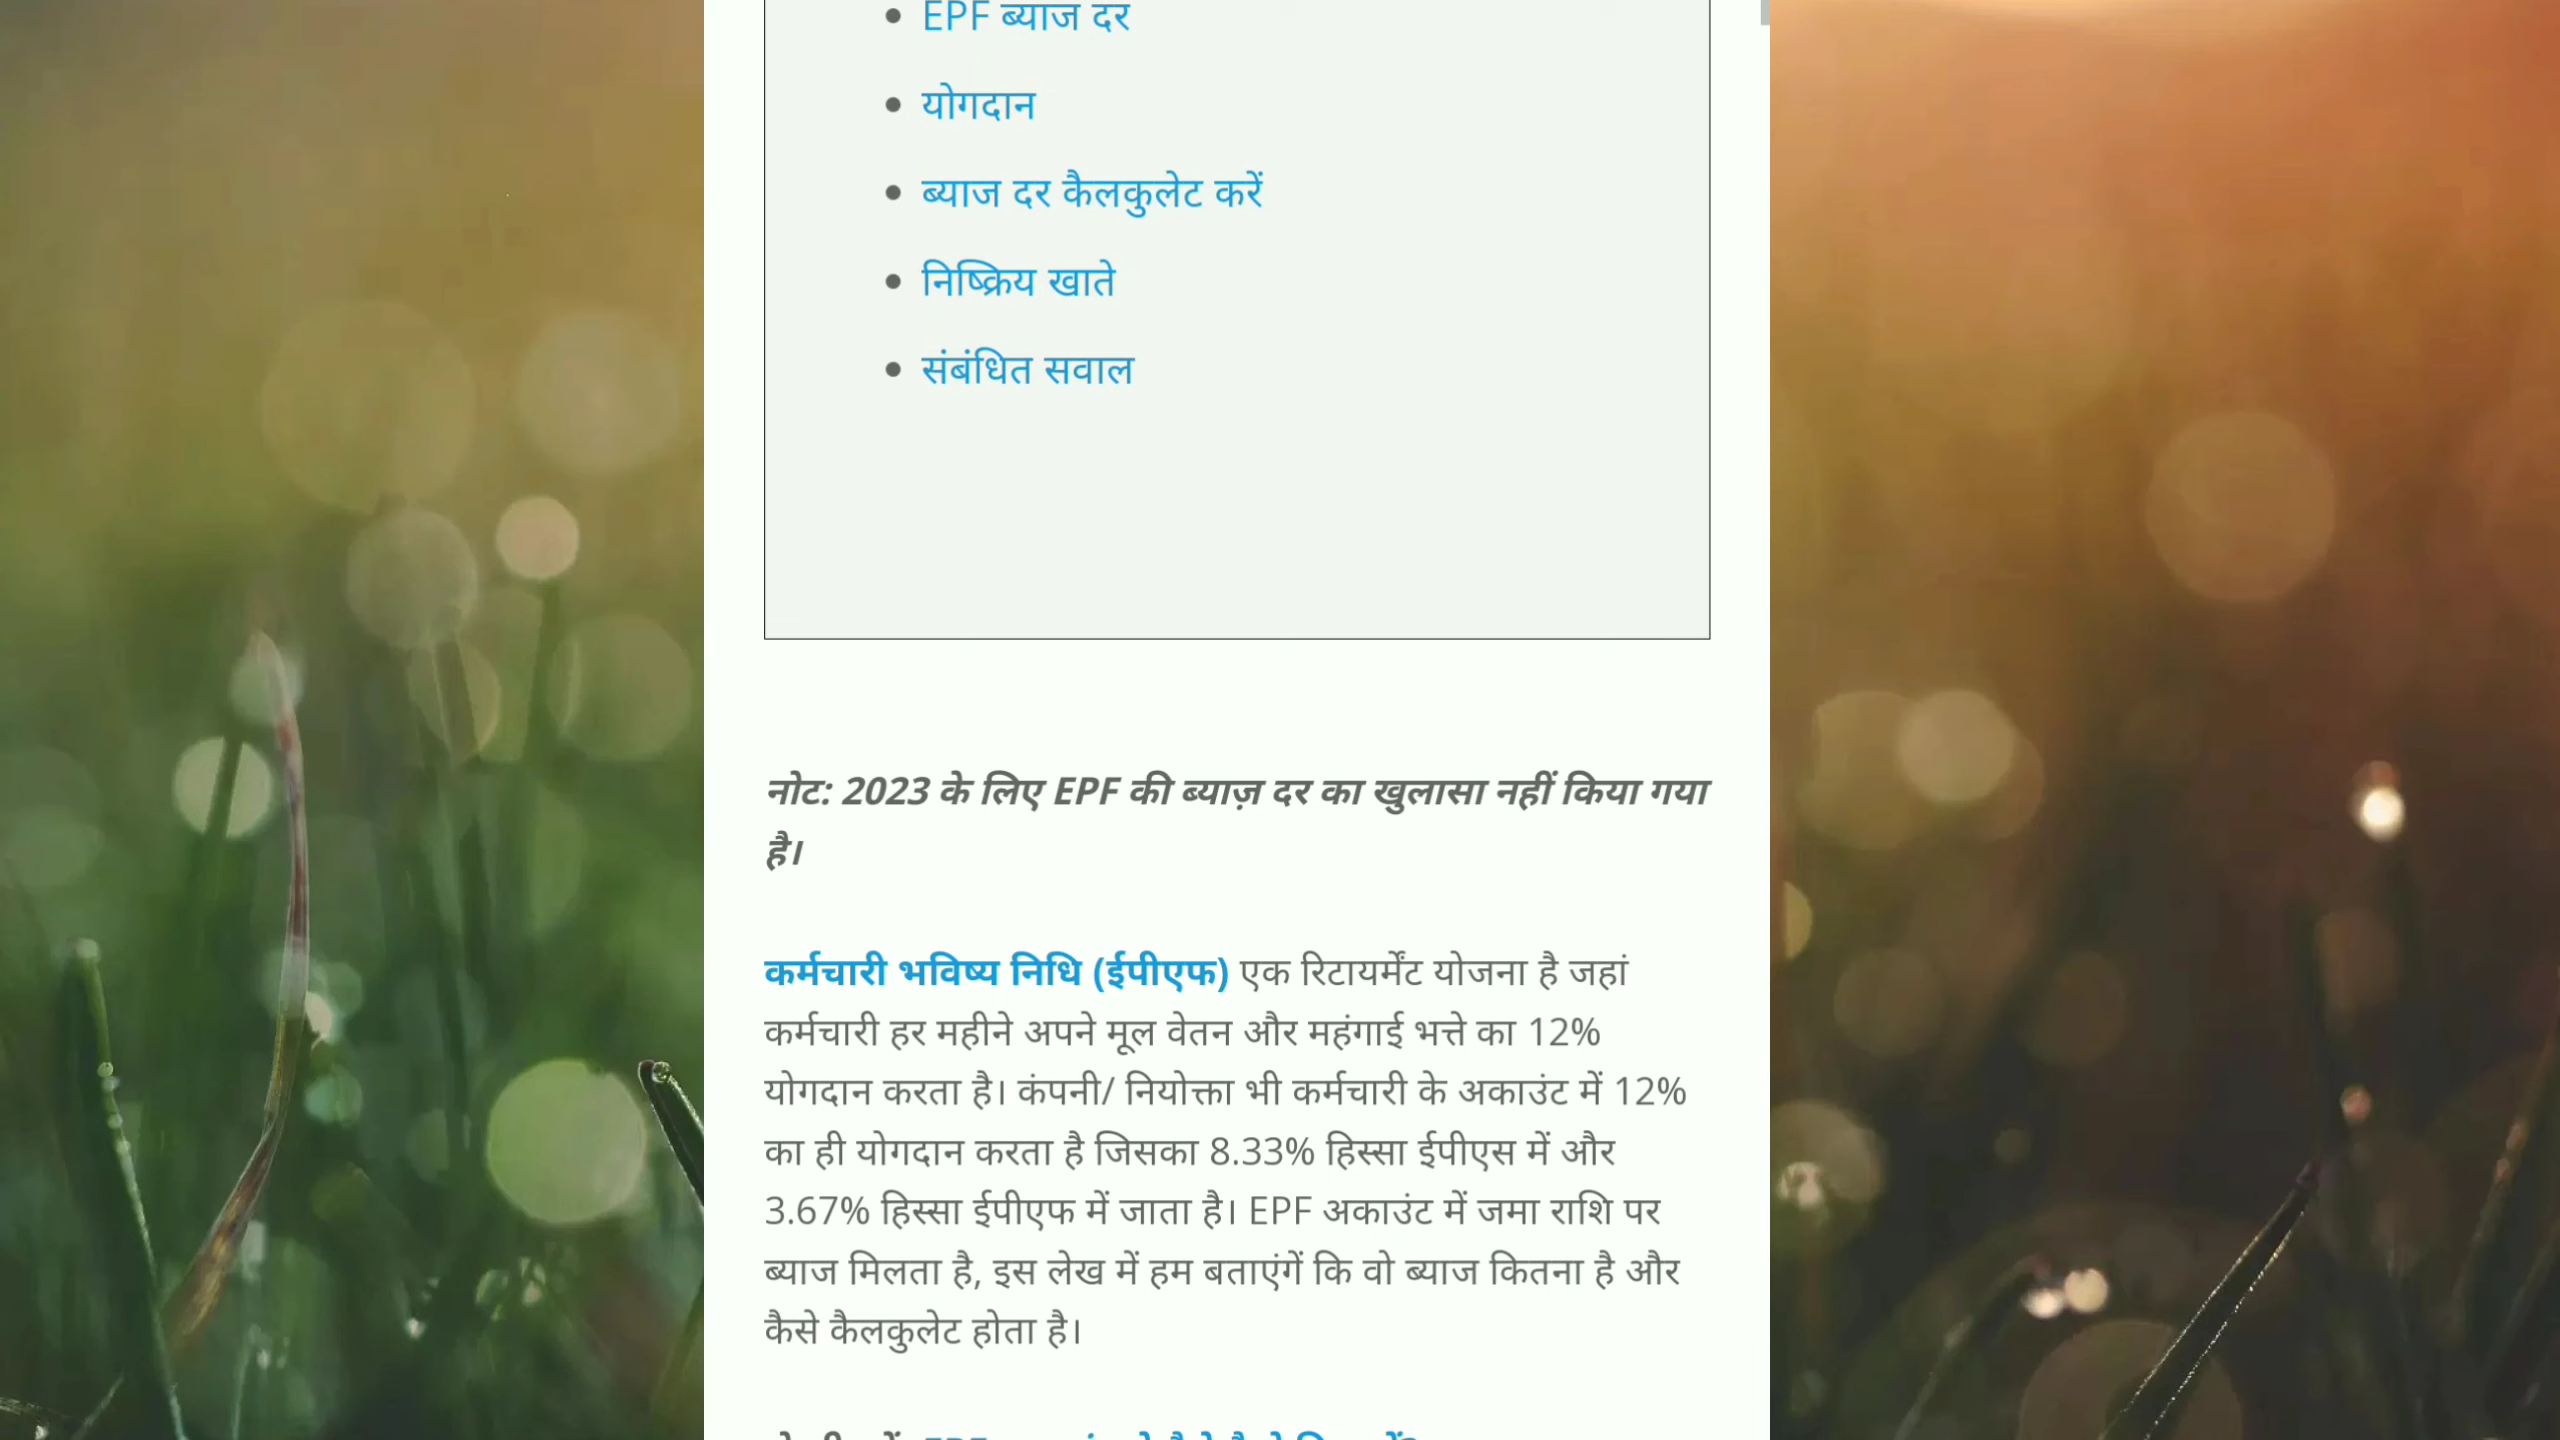 EPF ब्याज दर
योगदान
ब्याज दर कैलकुलेट करें
निष्क्रिय खाते
संबंधित सवाल
नोट: 2023 के लिए EPF की ब्याज़ दर का खुलासा नहीं किया गया
है।
कर्मचारी भविष्य निधि (ईपीएफ) एक रिटायर्मेंट योजना है जहां
कर्मचारी हर महीने अपने मूल वेतन और महंगाई भत्ते का 12%
योगदान करता है। कंपनी/ नियोक्ता भी कर्मचारी के अकाउंट में 12%
का ही योगदान करता है जिसका 8.33% हिस्सा ईपीएस में और
3.67% हिस्सा ईपीएफ में जाता है। EPF अकाउंट में जमा राशि पर
ब्याज मिलता है, इस लेख में हम बताएंगें कि वो ब्याज कितना है और
कैसे कैलकुलेट होता है।